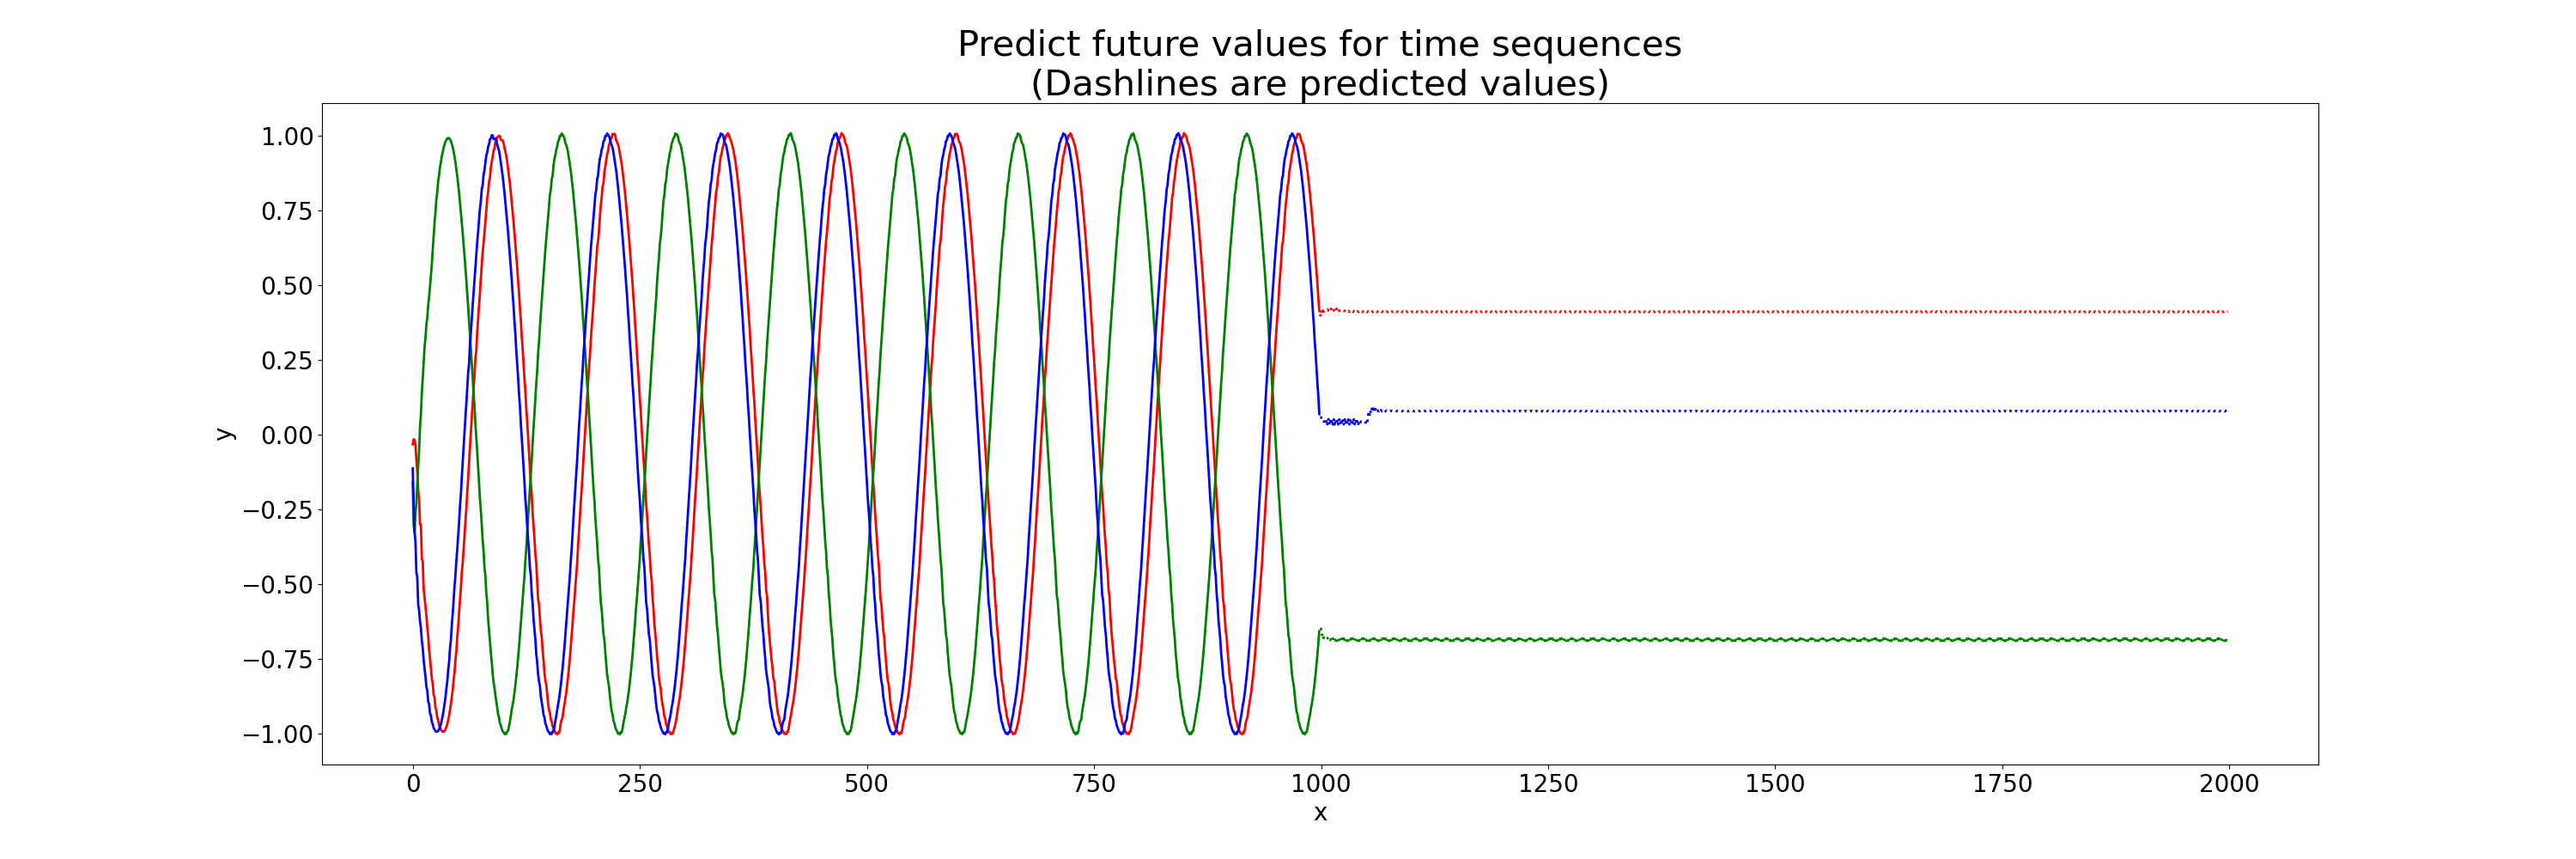 Predict future values for time sequences
(Dashlines are predicted values)
1.00
0.75
0.50
0.25
0.00
−0.25
−0.50
−0.75
−1.00
y
0 250 500 750 1000 1250 1500 1750 2000
x